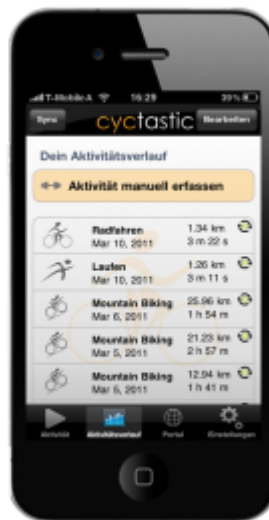 T-Mobile A 16:29 39%
Sync cyctastic Bearbeiten
Dein Aktivitätsverlauf
Aktivität manuell erfassen
Radfahren 1.34 km
Mar 10, 2011 3 m 22 s
Laufen 1.26 km
Mar 10, 2011 3 m 11 s
Mountain Biking 25.96 km
Mar 6, 2011 1 h 54 m
Mountain Biking 21.23 km
Mar 5, 2011 2 h 57 m
Mountain Biking 12.94 km
Mar 5, 2011 1 h 41 m
Aktivität Aktivitätsverlauf Portal Einstellungen